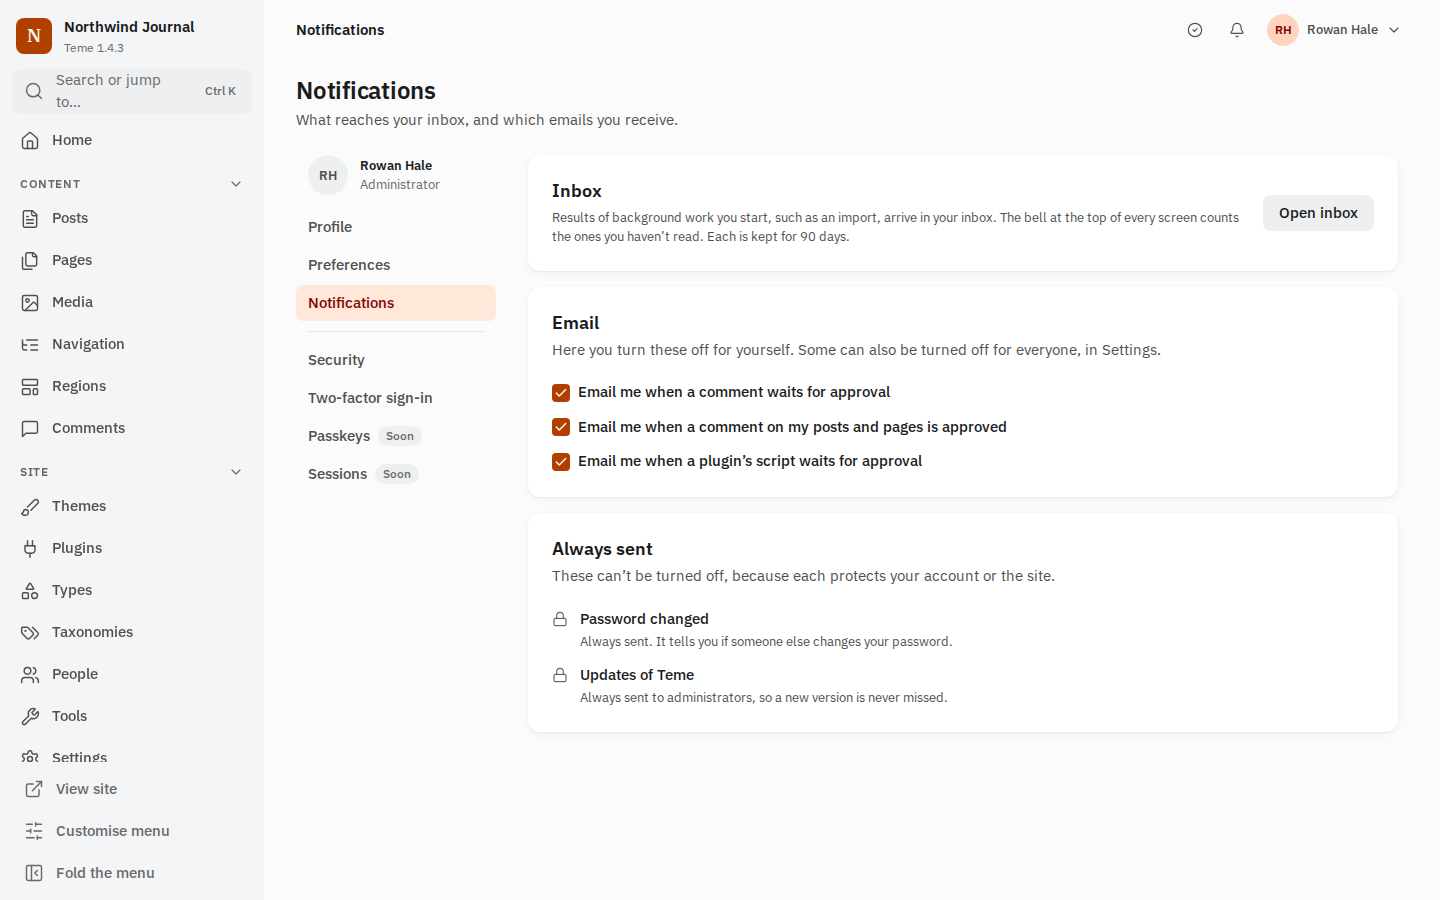 N
Northwind Journal
Teme 1.4.3
Search or jump
to...
Ctrl K
Home
CONTENT
Posts
Pages
Media
Navigation
Regions
Comments
SITE
Themes
Plugins
Types
Taxonomies
People
Tools
Settings
View site
Customise menu
Fold the menu
Notifications
RH
Rowan Hale
Notifications
What reaches your inbox, and which emails you receive.
RH
Rowan Hale
Administrator
Profile
Preferences
Notifications
Security
Two-factor sign-in
Passkeys Soon
Sessions Soon
Inbox
Results of background work you start, such as an import, arrive in your inbox. The bell at the top of every screen counts
the ones you haven’t read. Each is kept for 90 days.
Open inbox
Email
Here you turn these off for yourself. Some can also be turned off for everyone, in Settings.
Email me when a comment waits for approval
Email me when a comment on my posts and pages is approved
Email me when a plugin’s script waits for approval
Always sent
These can’t be turned off, because each protects your account or the site.
Password changed
Always sent. It tells you if someone else changes your password.
Updates of Teme
Always sent to administrators, so a new version is never missed.